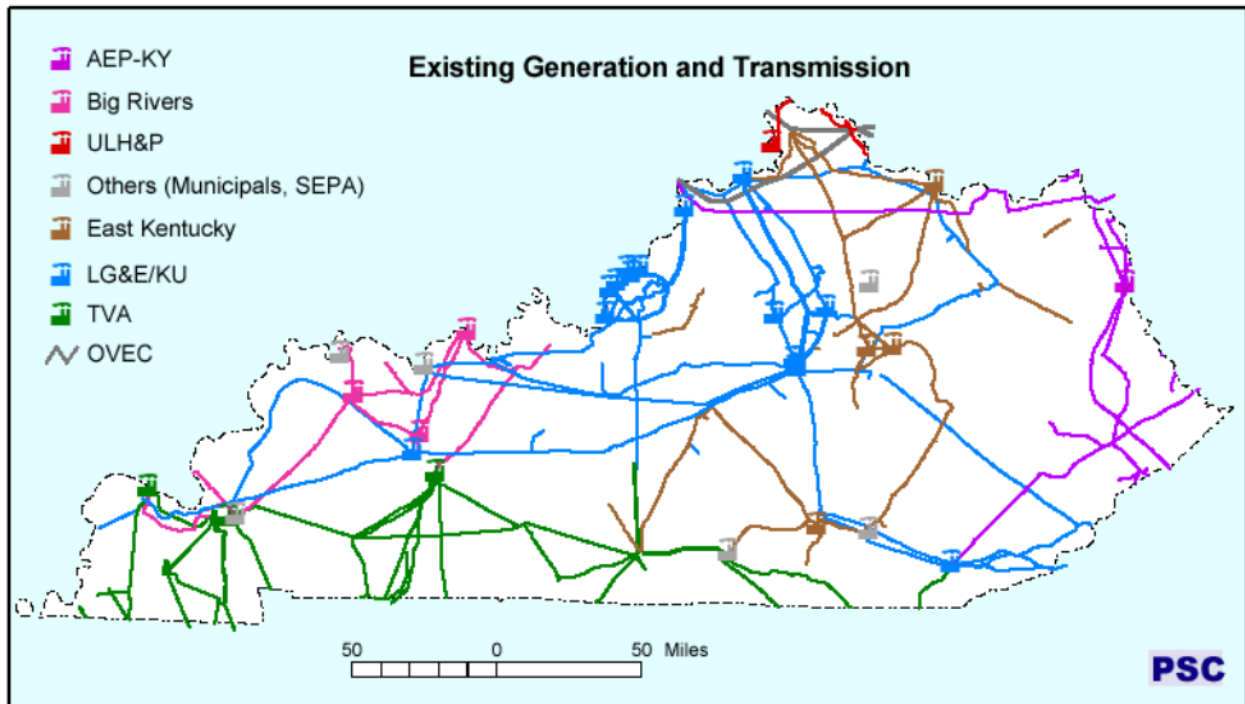 Existing Generation and Transmission
AEP-KY
Big Rivers
ULH&P
Others (Municipals, SEPA)
East Kentucky
LG&E/KU
TVA
OVEC
50 0 50 Miles
PSC